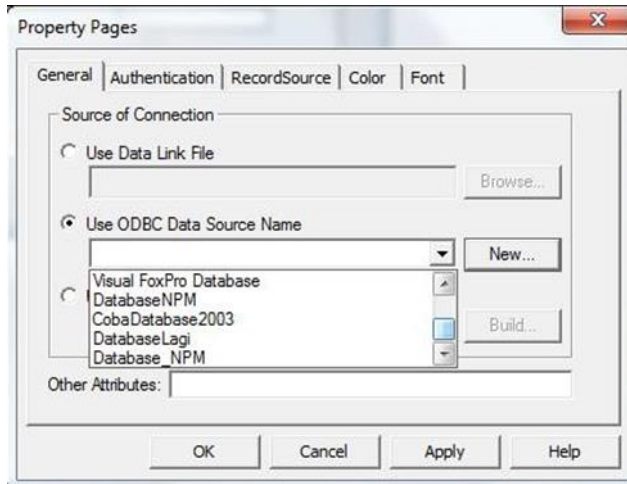 Property Pages
General Authentication RecordSource Color Font
Source of Connection
Use Data Link File
Browse...
Use ODBC Data Source Name
New...
Visual FoxPro Database
DatabaseNPM
CobaDatabase2003
DatabaseLagi
Database_NPM
Build...
Other Attributes:
OK Cancel Apply Help